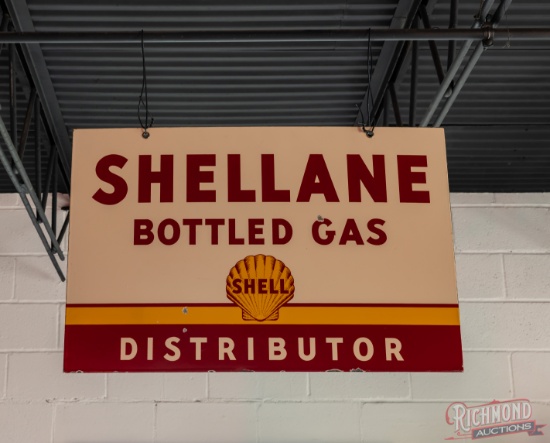 SHELLANE
BOTTLED GAS
SHELL
DISTRIBUTOR
RICHMOND
AUCTIONS